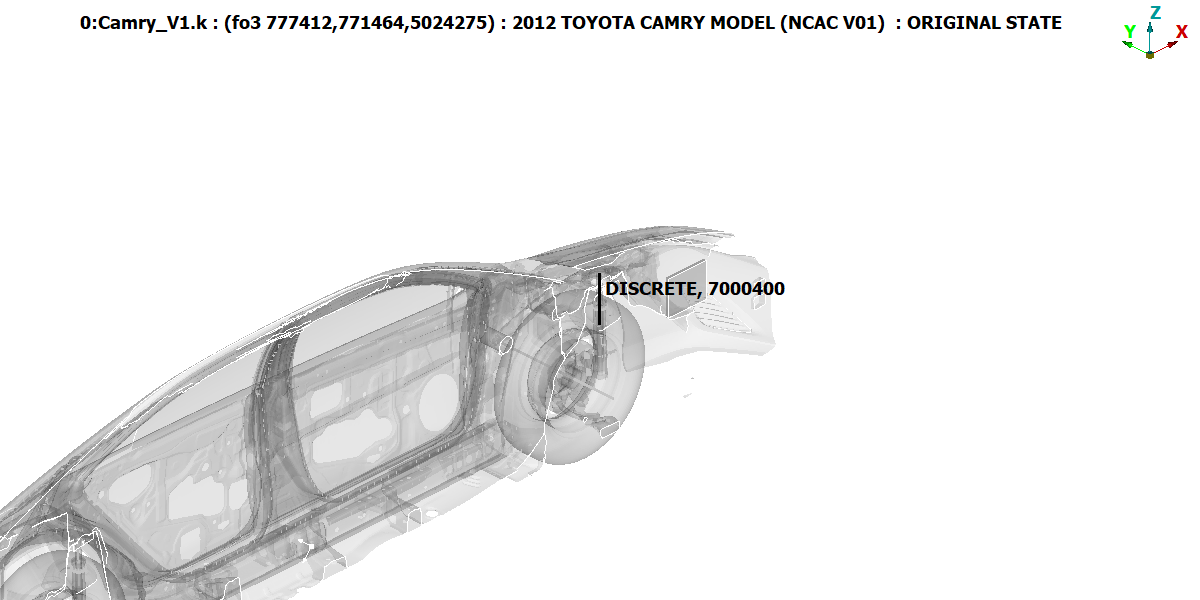 0:Camry_V1.k : (fo3 777412,771464,5024275) : 2012 TOYOTA CAMRY MODEL (NCAC V01)  : ORIGINAL STATE
Z
Y
X
DISCRETE, 7000400